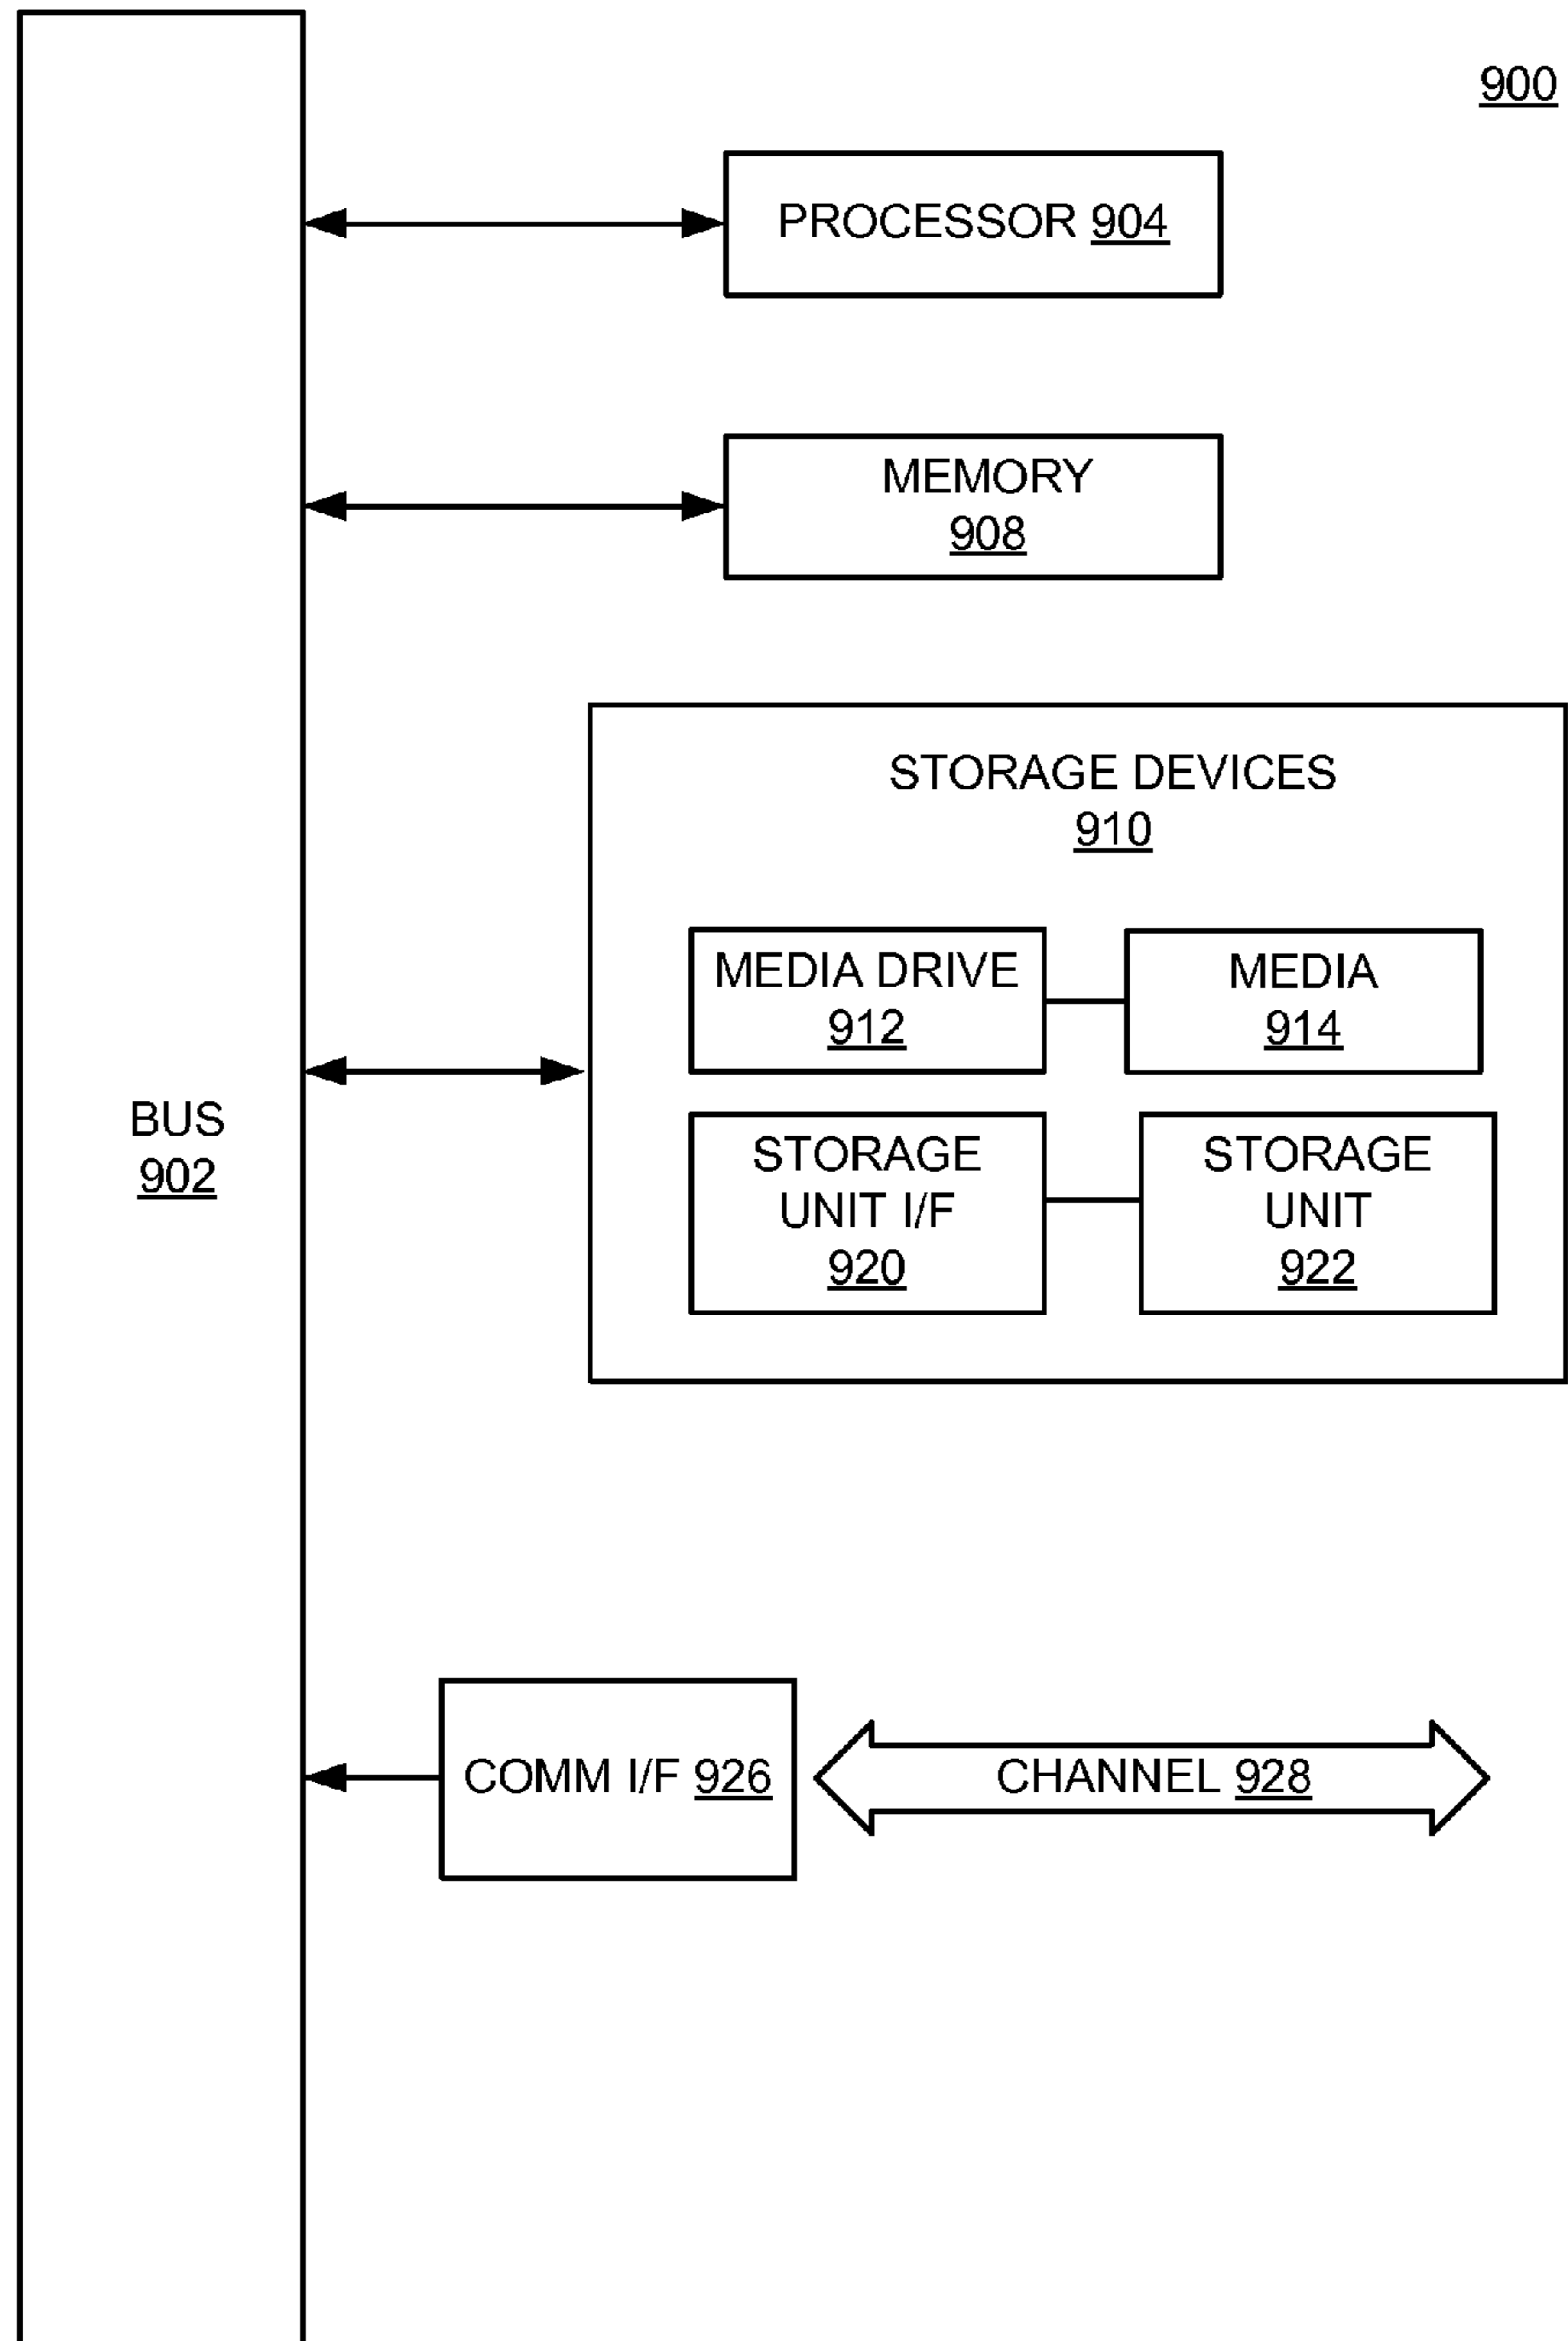 900
PROCESSOR 904
MEMORY
908
STORAGE DEVICES
910
MEDIA DRIVE
912
MEDIA
914
BUS
902
STORAGE
UNIT I/F
920
STORAGE
UNIT
922
COMM I/F 926
CHANNEL 928